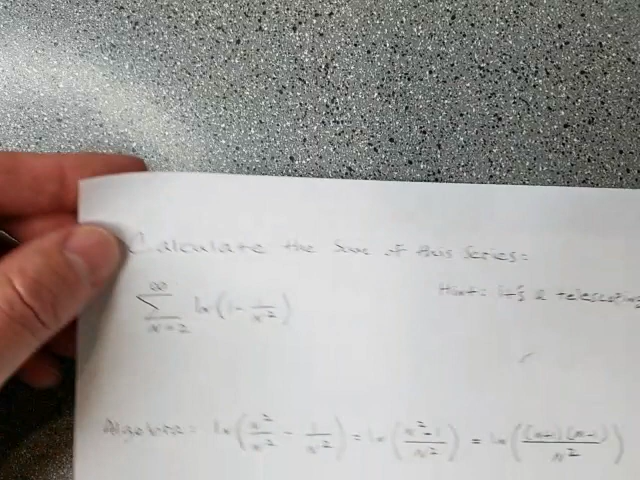 Calculate the Sum of this Series:
Hint: it's a telescoping
∞
∑ ln(1 - 1/n²)
n=2
Algebra: ln(n²/n² - 1/n²) = ln((n²-1)/n²) = ln((n+1)(n-1)/n²)